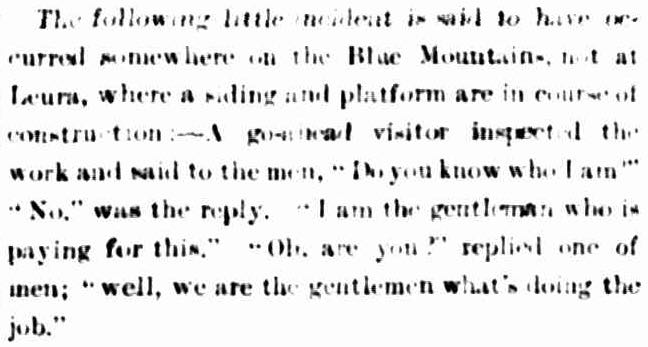 The following little incident is said to have oc-
curred somewhere on the Blue Mountains, not at
Leura, where a siding and platform are in course of
construction :—A go-ahead visitor inspected the
work and said to the men, "Do you know who I am"
"No," was the reply. "I am the gentleman who is
paying for this." "Oh, are you?" replied one of
men; "well, we are the gentlemen what's doing the
job."